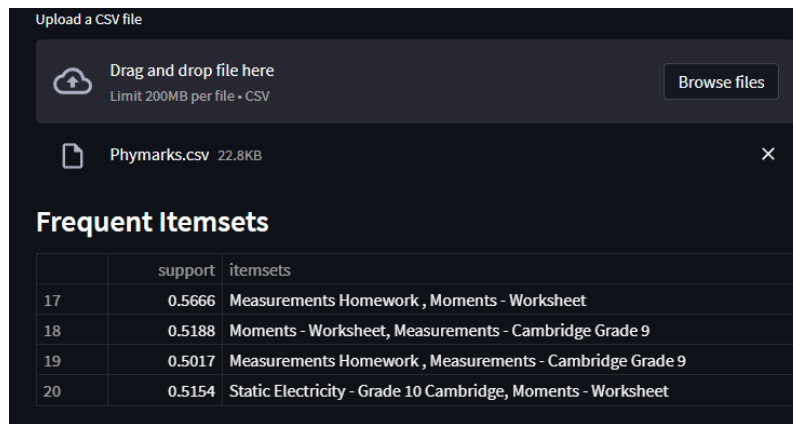 Upload a CSV file
Drag and drop file here
Limit 200MB per file • CSV
Browse files
Phymarks.csv 22.8KB
Frequent Itemsets
support itemsets
17 0.5666 Measurements Homework , Moments - Worksheet
18 0.5188 Moments - Worksheet, Measurements - Cambridge Grade 9
19 0.5017 Measurements Homework , Measurements - Cambridge Grade 9
20 0.5154 Static Electricity - Grade 10 Cambridge, Moments - Worksheet